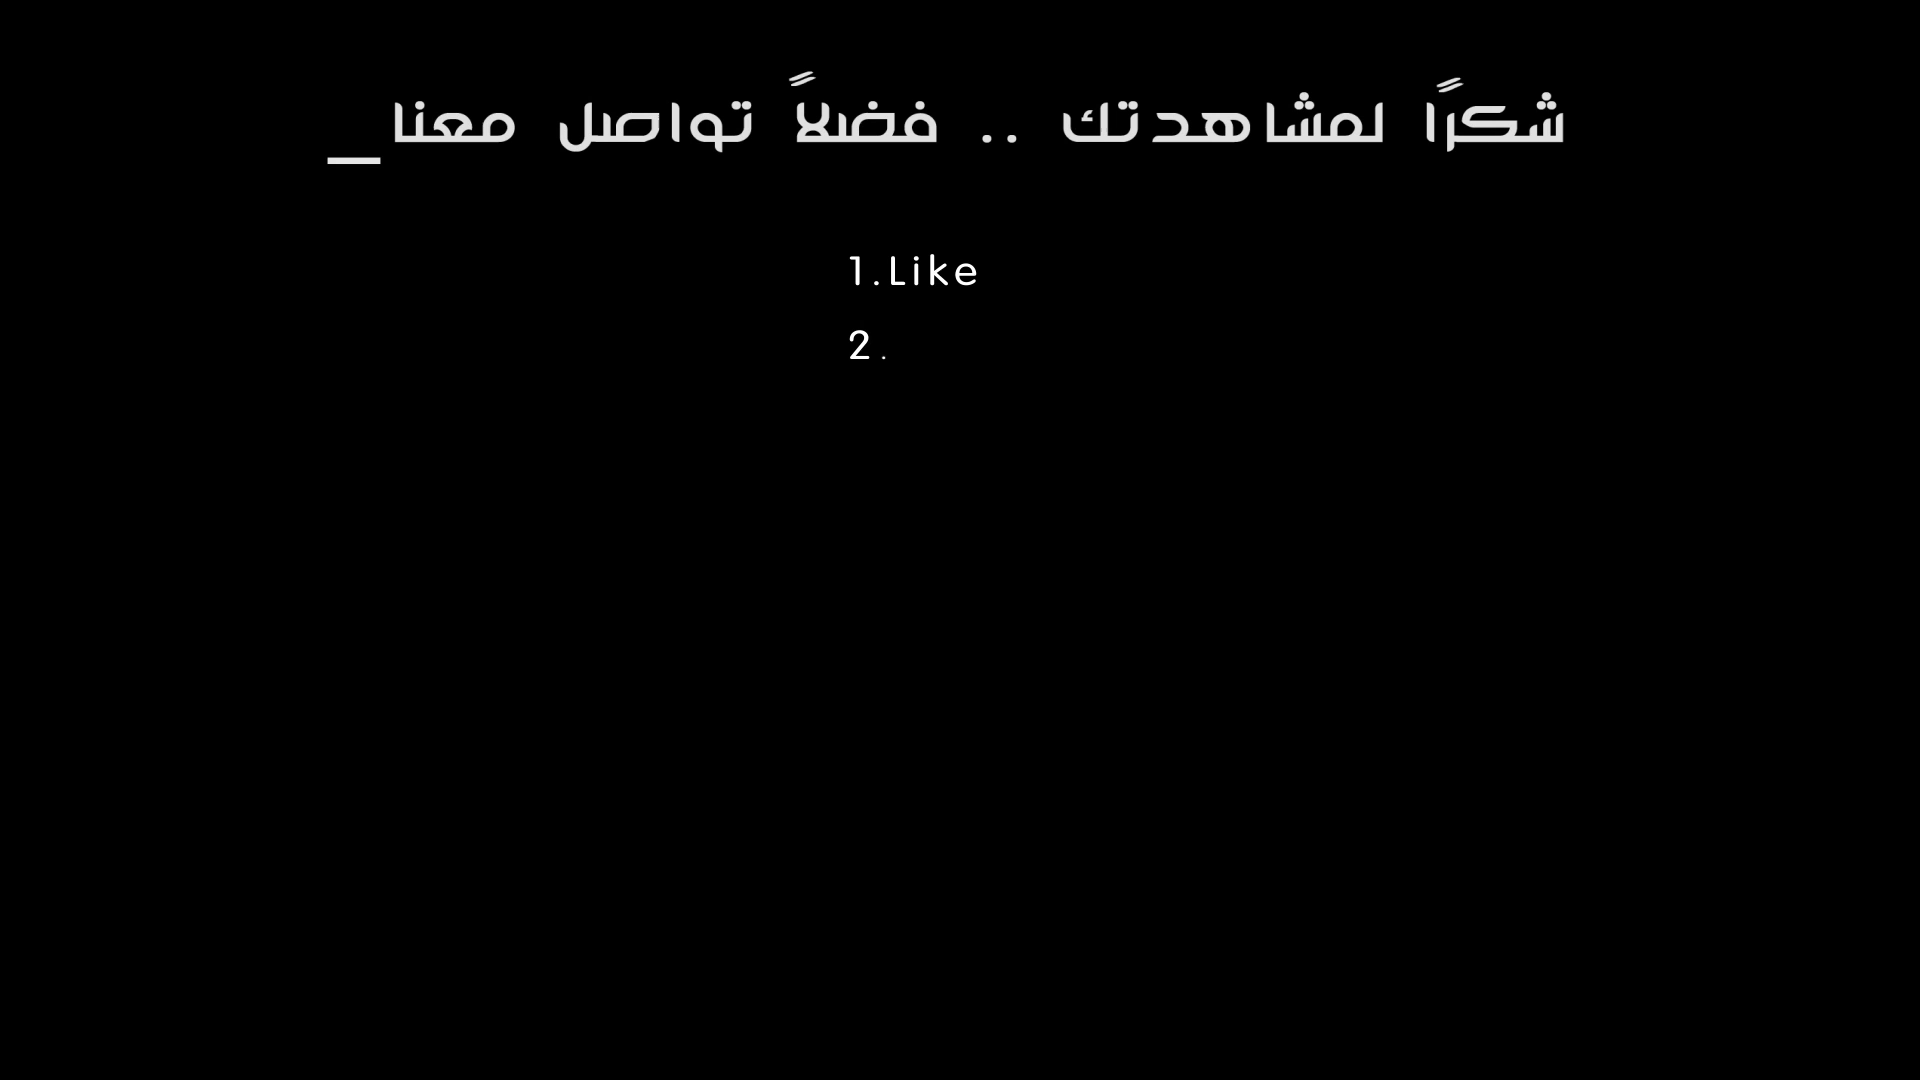 شكرًا لمشاهدتك .. فضلاً تواصل معنا_
1.Like
2.